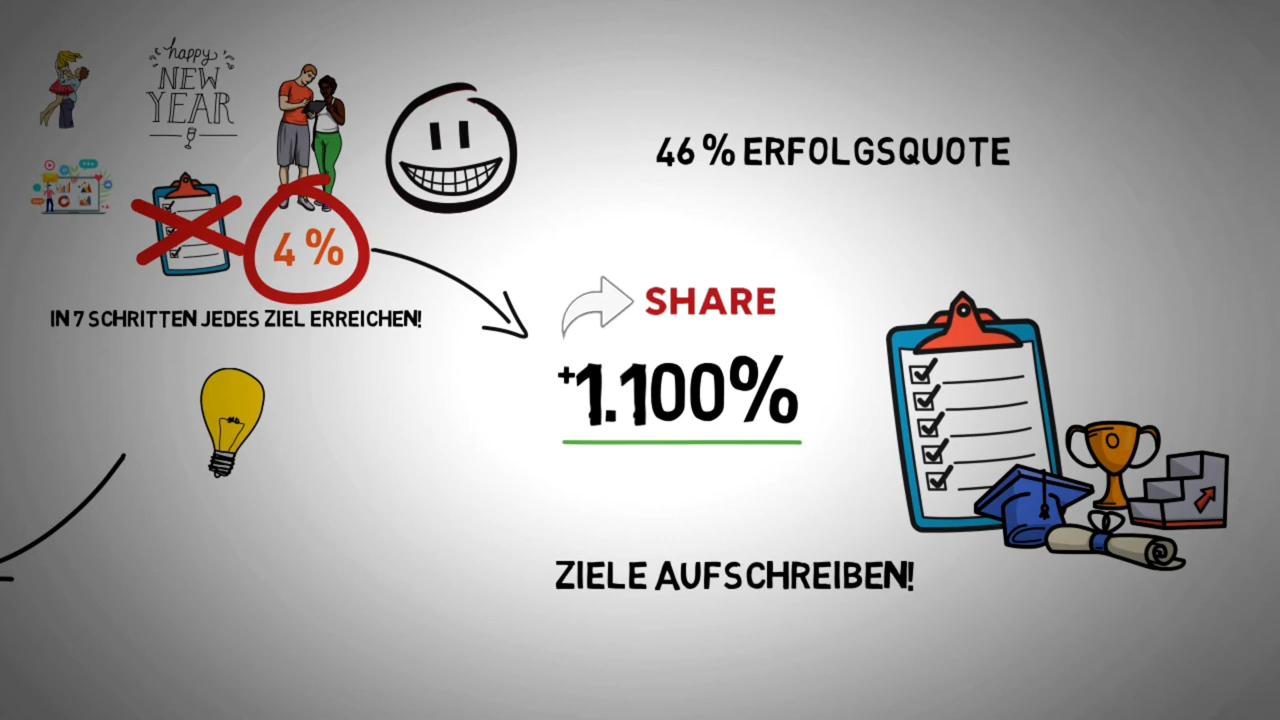 happy
NEW
YEAR
4 %
IN 7 SCHRITTEN JEDES ZIEL ERREICHEN!
46 % ERFOLGSQUOTE
SHARE
+1.100%
ZIELE AUFSCHREIBEN!